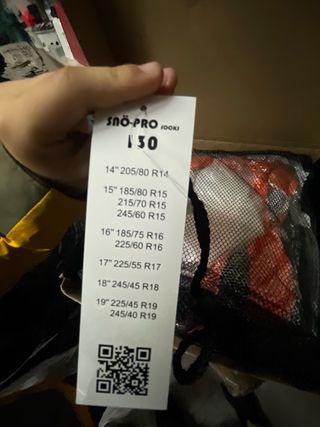 SNÖ-PRO SOCKS
130
14" 205/80 R14
15" 185/80 R15
215/70 R15
245/60 R15
16" 185/75 R16
225/60 R16
17" 225/55 R17
18" 245/45 R18
19" 225/45 R19
245/40 R19